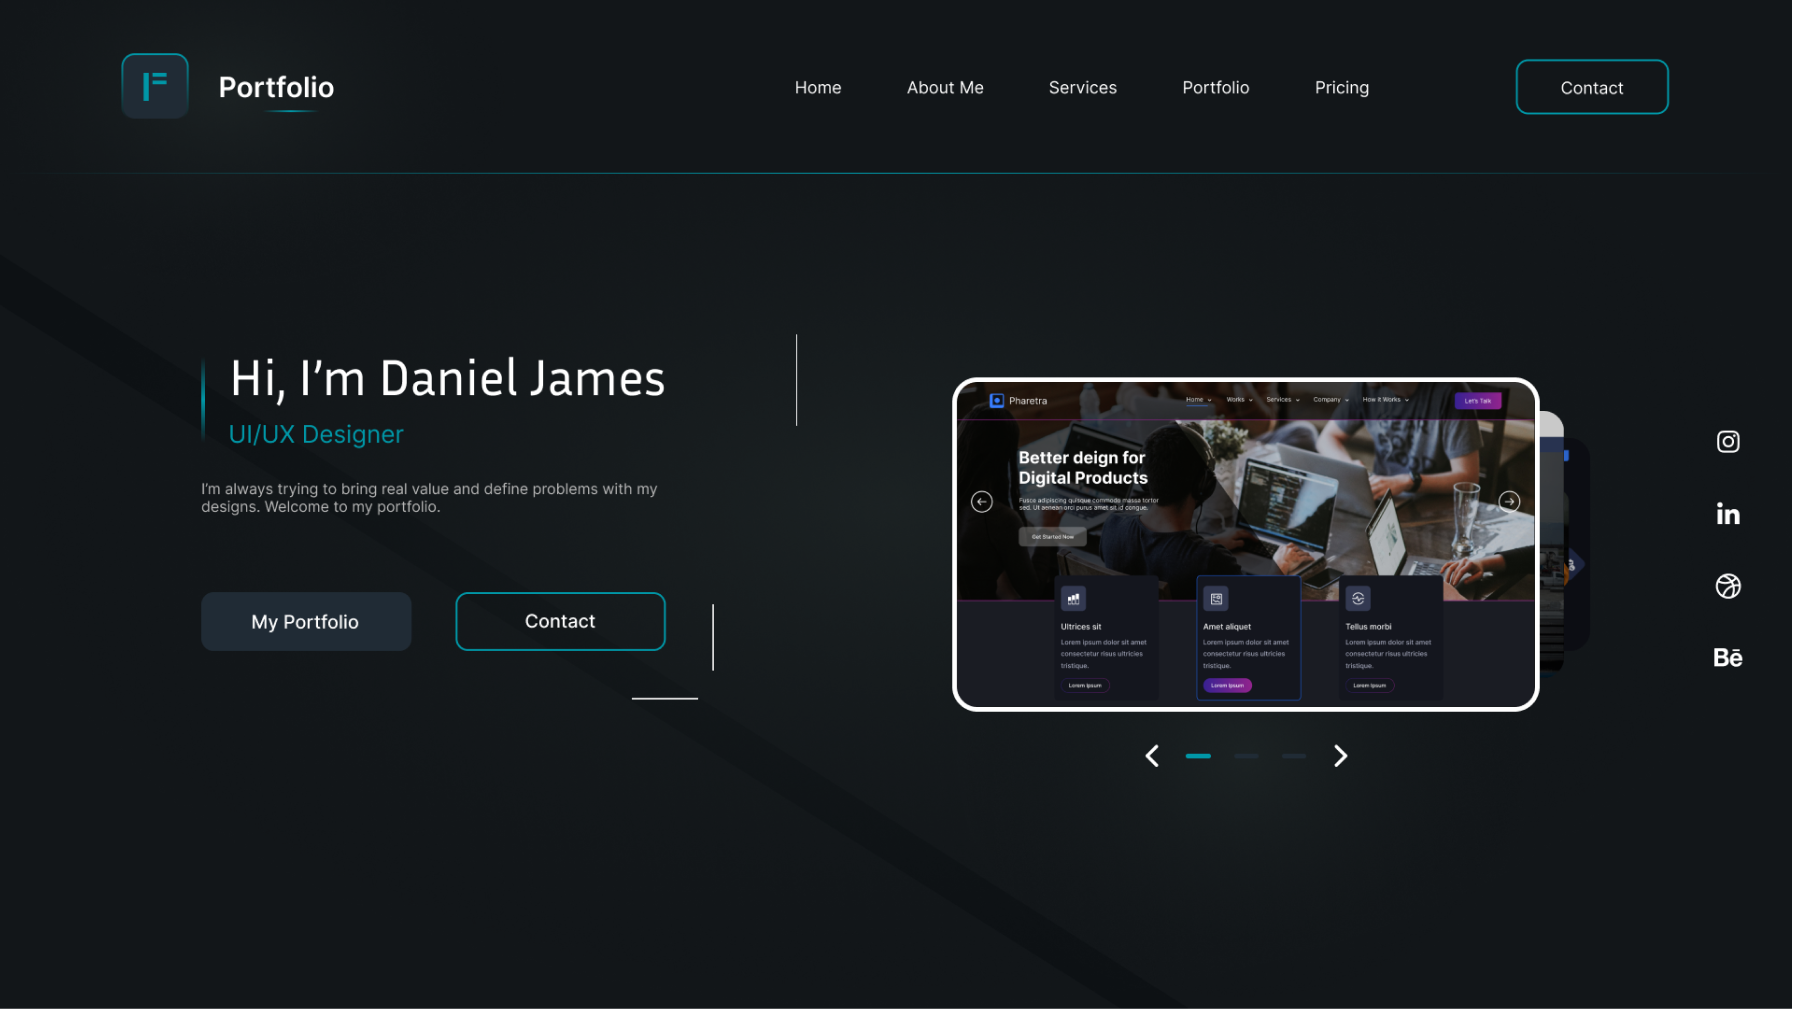 F
Portfolio
Home
About Me
Services
Portfolio
Pricing
Contact
Hi, I’m Daniel James
UI/UX Designer
I’m always trying to bring real value and define problems with my
designs. Welcome to my portfolio.
My Portfolio
Contact
Pharetra
Home
Works
Services
Company
How it Works
Let's Talk
Better deign for
Digital Products
Fusce adipiscing quisque commodo massa tortor
sed. Ut aenean orci purus amet sit id congue.
Get Started Now
Ultrices sit
Lorem ipsum dolor sit amet
consectetur risus ultricies
tristique.
Lorem Ipsum
Amet aliquet
Lorem ipsum dolor sit amet
consectetur risus ultricies
tristique.
Lorem Ipsum
Tellus morbi
Lorem ipsum dolor sit amet
consectetur risus ultricies
tristique.
Lorem Ipsum
in
Bē